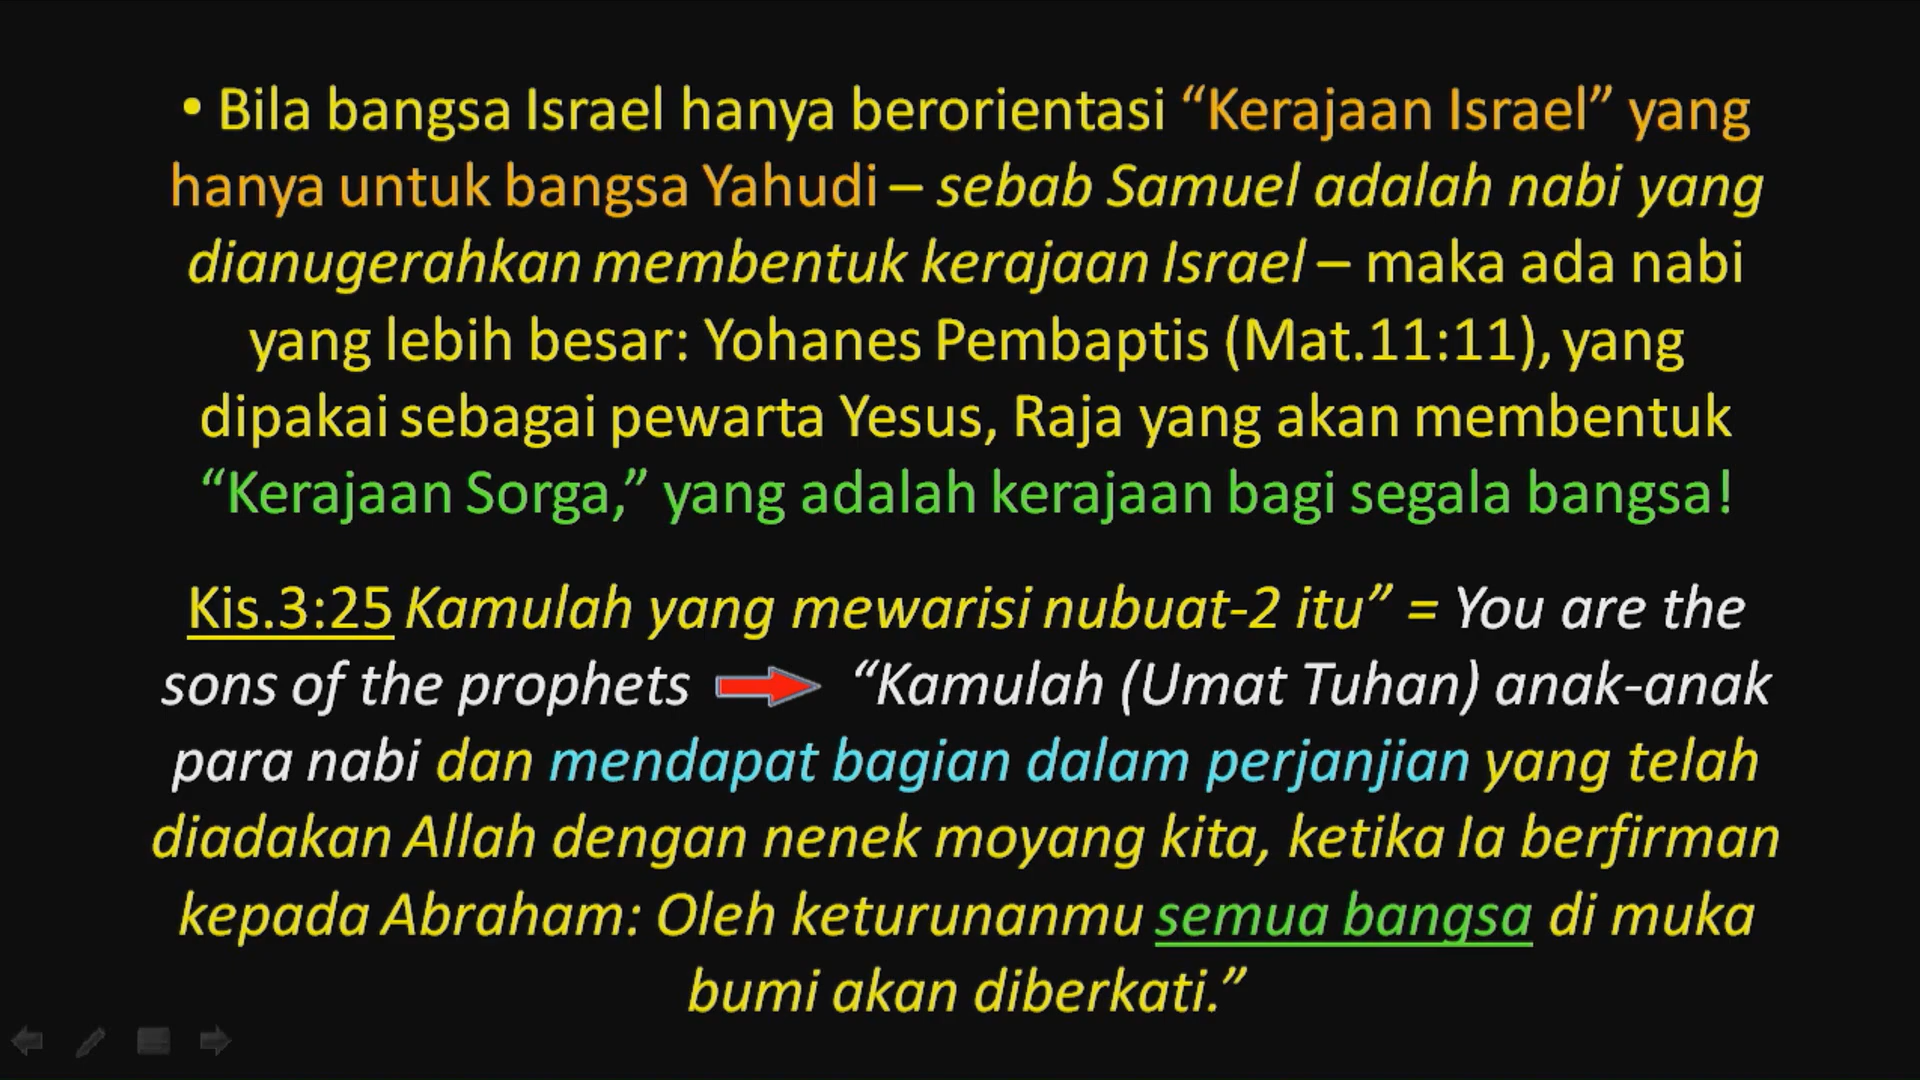 • Bila bangsa Israel hanya berorientasi “Kerajaan Israel” yang
hanya untuk bangsa Yahudi – sebab Samuel adalah nabi yang
dianugerahkan membentuk kerajaan Israel – maka ada nabi
yang lebih besar: Yohanes Pembaptis (Mat.11:11), yang
dipakai sebagai pewarta Yesus, Raja yang akan membentuk
“Kerajaan Sorga,” yang adalah kerajaan bagi segala bangsa!
Kis.3:25 Kamulah yang mewarisi nubuat-2 itu” = You are the
sons of the prophets “Kamulah (Umat Tuhan) anak-anak
para nabi dan mendapat bagian dalam perjanjian yang telah
diadakan Allah dengan nenek moyang kita, ketika Ia berfirman
kepada Abraham: Oleh keturunanmu semua bangsa di muka
bumi akan diberkati.”